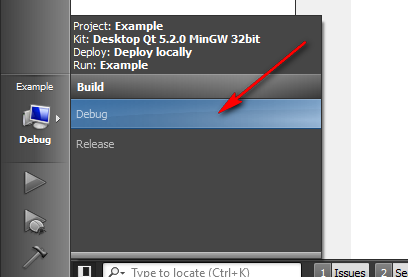 Project: Example
Kit: Desktop Qt 5.2.0 MinGW 32bit
Deploy: Deploy locally
Run: Example
Build
Example
Debug
Debug
Release
Type to locate (Ctrl+K)
1 Issues
2 Se